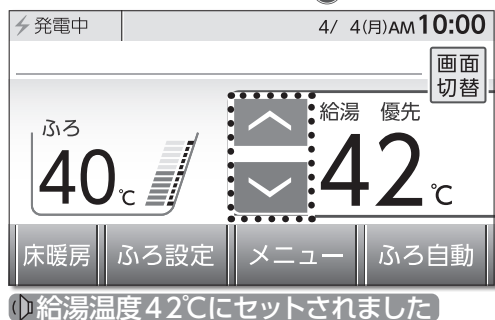 発電中 4/ 4(月)AM10:00
画面
切替
ふろ 給湯 優先
40℃ 42℃
床暖房 ふろ設定 メニュー ふろ自動
給湯温度42℃にセットされました